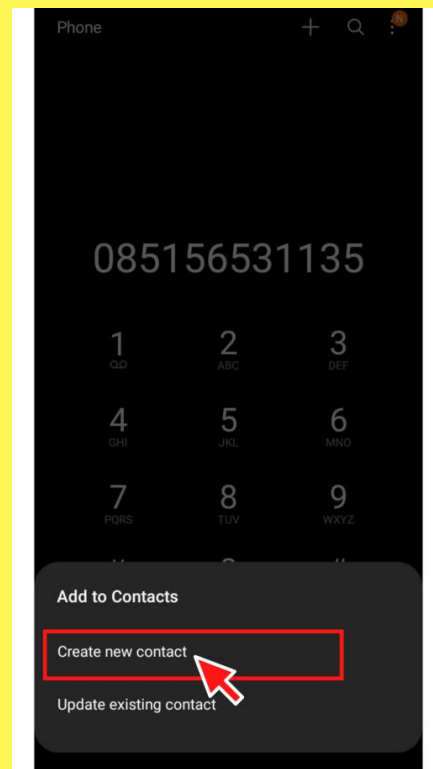 Phone
N
085156531135
1 2 3
ABC DEF
4 5 6
GHI JKL MNO
7 8 9
PQRS TUV WXYZ
Add to Contacts
Create new contact
Update existing contact